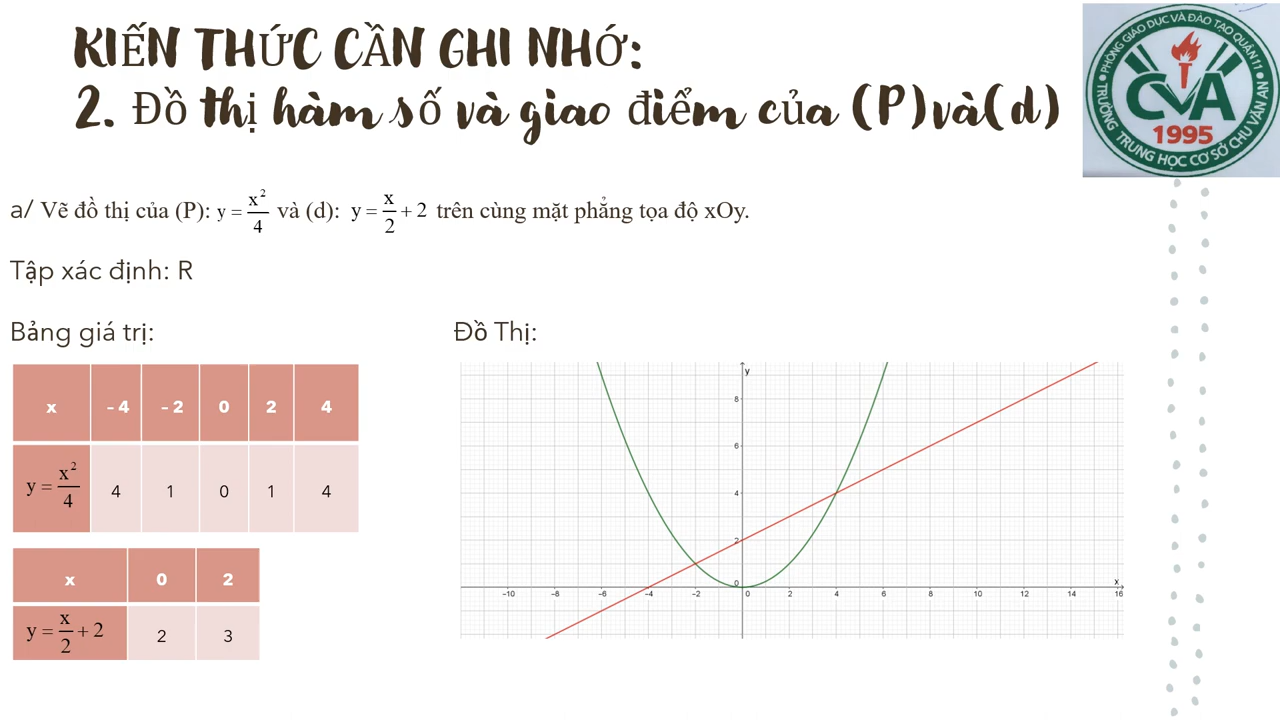 KIẾN THỨC CẦN GHI NHỚ:
2. Đồ thị hàm số và giao điểm của (P)và(d)
PHÒNG GIÁO DỤC VÀ ĐÀO TẠO QUẬN 11
CVA
1995
TRƯỜNG TRUNG HỌC CƠ SỞ CHU VĂN AN
a/ Vẽ đồ thị của (P): y = x²/4 và (d): y = x/2 + 2 trên cùng mặt phẳng tọa độ xOy.
Tập xác định: R
Bảng giá trị:
Đồ Thị:
x - 4 - 2 0 2 4
y = x²/4 4 1 0 1 4
x 0 2
y = x/2 + 2 2 3
y
8
6
4
2
0
x
−10 −8 −6 −4 −2 0 2 4 6 8 10 12 14 16